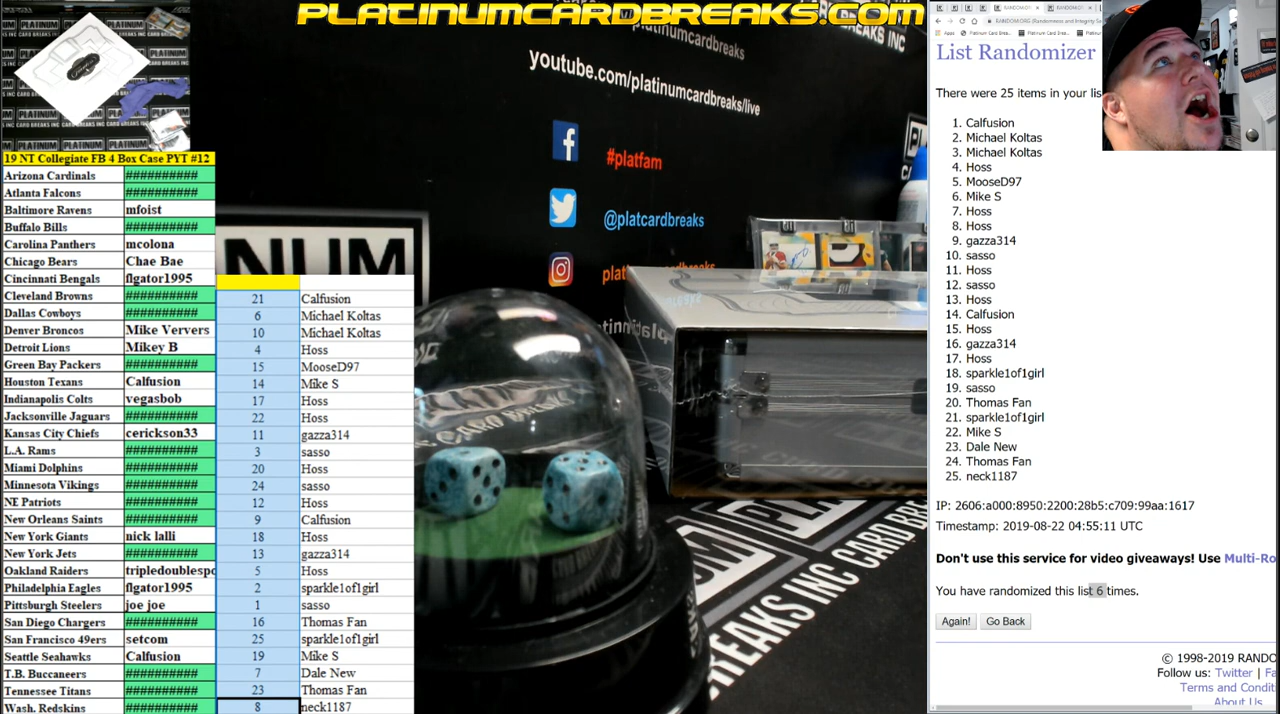 PLATINUMCARDBREAKS.COM
platinumcardbreaks
youtube.com/platinumcardbreaks/live
#platfam
@platcardbreaks
19 NT Collegiate FB 4 Box Case PYT #12
Arizona Cardinals ##########
Atlanta Falcons ##########
Baltimore Ravens mfoist
Buffalo Bills ##########
Carolina Panthers mcolona
Chicago Bears Chae Bae
Cincinnati Bengals flgator1995
Cleveland Browns ##########
Dallas Cowboys ##########
Denver Broncos Mike Ververs
Detroit Lions Mikey B
Green Bay Packers ##########
Houston Texans Calfusion
Indianapolis Colts vegasbob
Jacksonville Jaguars ##########
Kansas City Chiefs cerickson33
L.A. Rams ##########
Miami Dolphins ##########
Minnesota Vikings ##########
NE Patriots ##########
New Orleans Saints ##########
New York Giants nick lalli
New York Jets ##########
Oakland Raiders tripledoublespo
Philadelphia Eagles flgator1995
Pittsburgh Steelers joe joe
San Diego Chargers ##########
San Francisco 49ers setcom
Seattle Seahawks Calfusion
T.B. Buccaneers ##########
Tennessee Titans ##########
Wash. Redskins ##########
NUM
21 Calfusion
6 Michael Koltas
10 Michael Koltas
4 Hoss
15 MooseD97
14 Mike S
17 Hoss
22 Hoss
11 gazza314
3 sasso
20 Hoss
24 sasso
12 Hoss
9 Calfusion
18 Hoss
13 gazza314
5 Hoss
2 sparkle1of1girl
1 sasso
16 Thomas Fan
25 sparkle1of1girl
19 Mike S
7 Dale New
23 Thomas Fan
8 neck1187
BREAKS INC CARD BREA
List Randomizer
There were 25 items in your lis
1. Calfusion
2. Michael Koltas
3. Michael Koltas
4. Hoss
5. MooseD97
6. Mike S
7. Hoss
8. Hoss
9. gazza314
10. sasso
11. Hoss
12. sasso
13. Hoss
14. Calfusion
15. Hoss
16. gazza314
17. Hoss
18. sparkle1of1girl
19. sasso
20. Thomas Fan
21. sparkle1of1girl
22. Mike S
23. Dale New
24. Thomas Fan
25. neck1187
IP: 2606:a000:8950:2200:28b5:c709:99aa:1617
Timestamp: 2019-08-22 04:55:11 UTC
Don't use this service for video giveaways! Use Multi-Ro
You have randomized this list 6 times.
Again! Go Back
© 1998-2019 RANDO
Follow us: Twitter | Fa
Terms and Condit
About Us